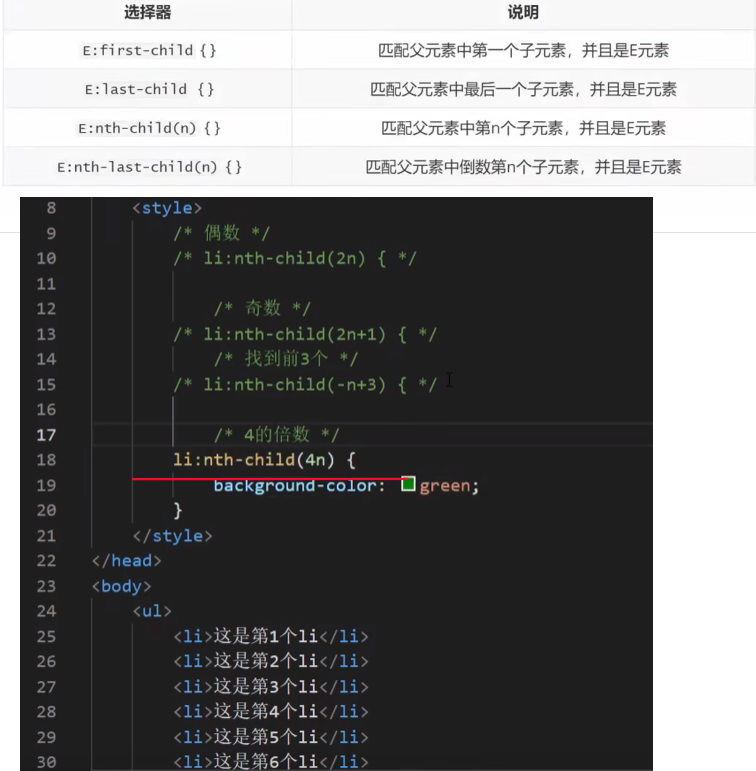 选择器 说明
E:first-child {} 匹配父元素中第一个子元素，并且是E元素
E:last-child {} 匹配父元素中最后一个子元素，并且是E元素
E:nth-child(n) {} 匹配父元素中第n个子元素，并且是E元素
E:nth-last-child(n) {} 匹配父元素中倒数第n个子元素，并且是E元素
8 <style>
9 /* 偶数 */
10 /* li:nth-child(2n) { */
11
12 /* 奇数 */
13 /* li:nth-child(2n+1) { */
14 /* 找到前3个 */
15 /* li:nth-child(-n+3) { */
16
17 /* 4的倍数 */
18 li:nth-child(4n) {
19 background-color: green;
20 }
21 </style>
22 </head>
23 <body>
24 <ul>
25 <li>这是第1个li</li>
26 <li>这是第2个li</li>
27 <li>这是第3个li</li>
28 <li>这是第4个li</li>
29 <li>这是第5个li</li>
30 <li>这是第6个li</li>